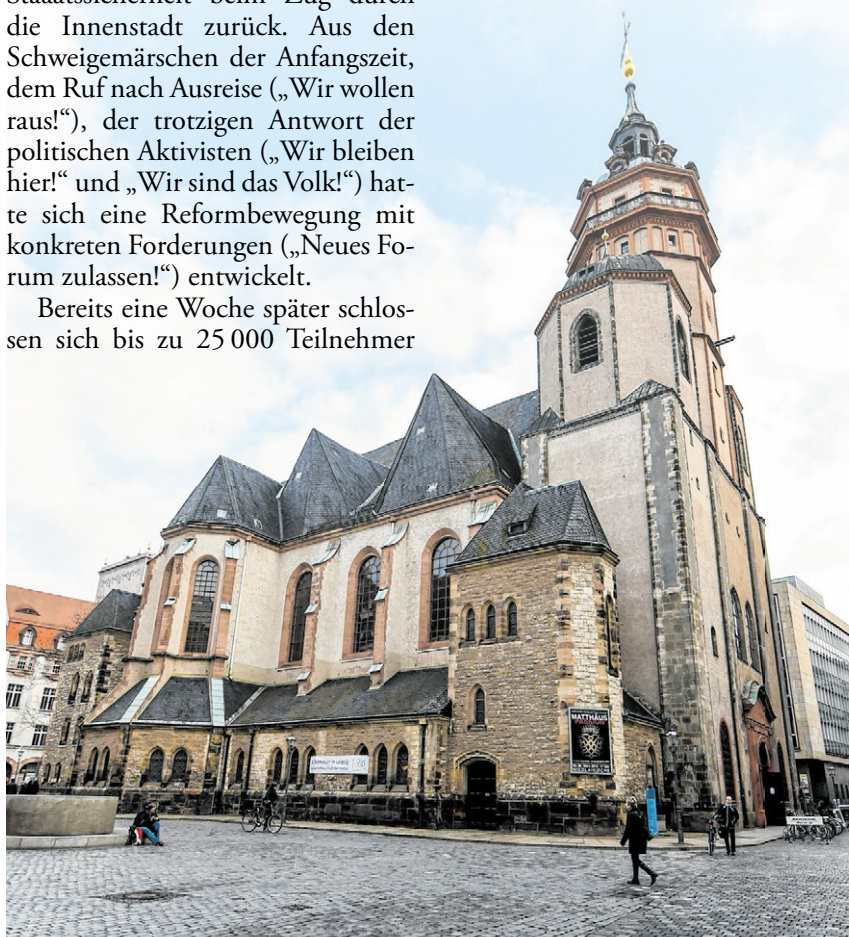 Staaatssicherheit beim Zug durch
die Innenstadt zurück. Aus den
Schweigemärschen der Anfangszeit,
dem Ruf nach Ausreise („Wir wollen
raus!“), der trotzigen Antwort der
politischen Aktivisten („Wir bleiben
hier!“ und „Wir sind das Volk!“) hat-
te sich eine Reformbewegung mit
konkreten Forderungen („Neues Fo-
rum zulassen!“) entwickelt.
Bereits eine Woche später schlos-
sen sich bis zu 25 000 Teilnehmer
MATTHÄUS
PASSION